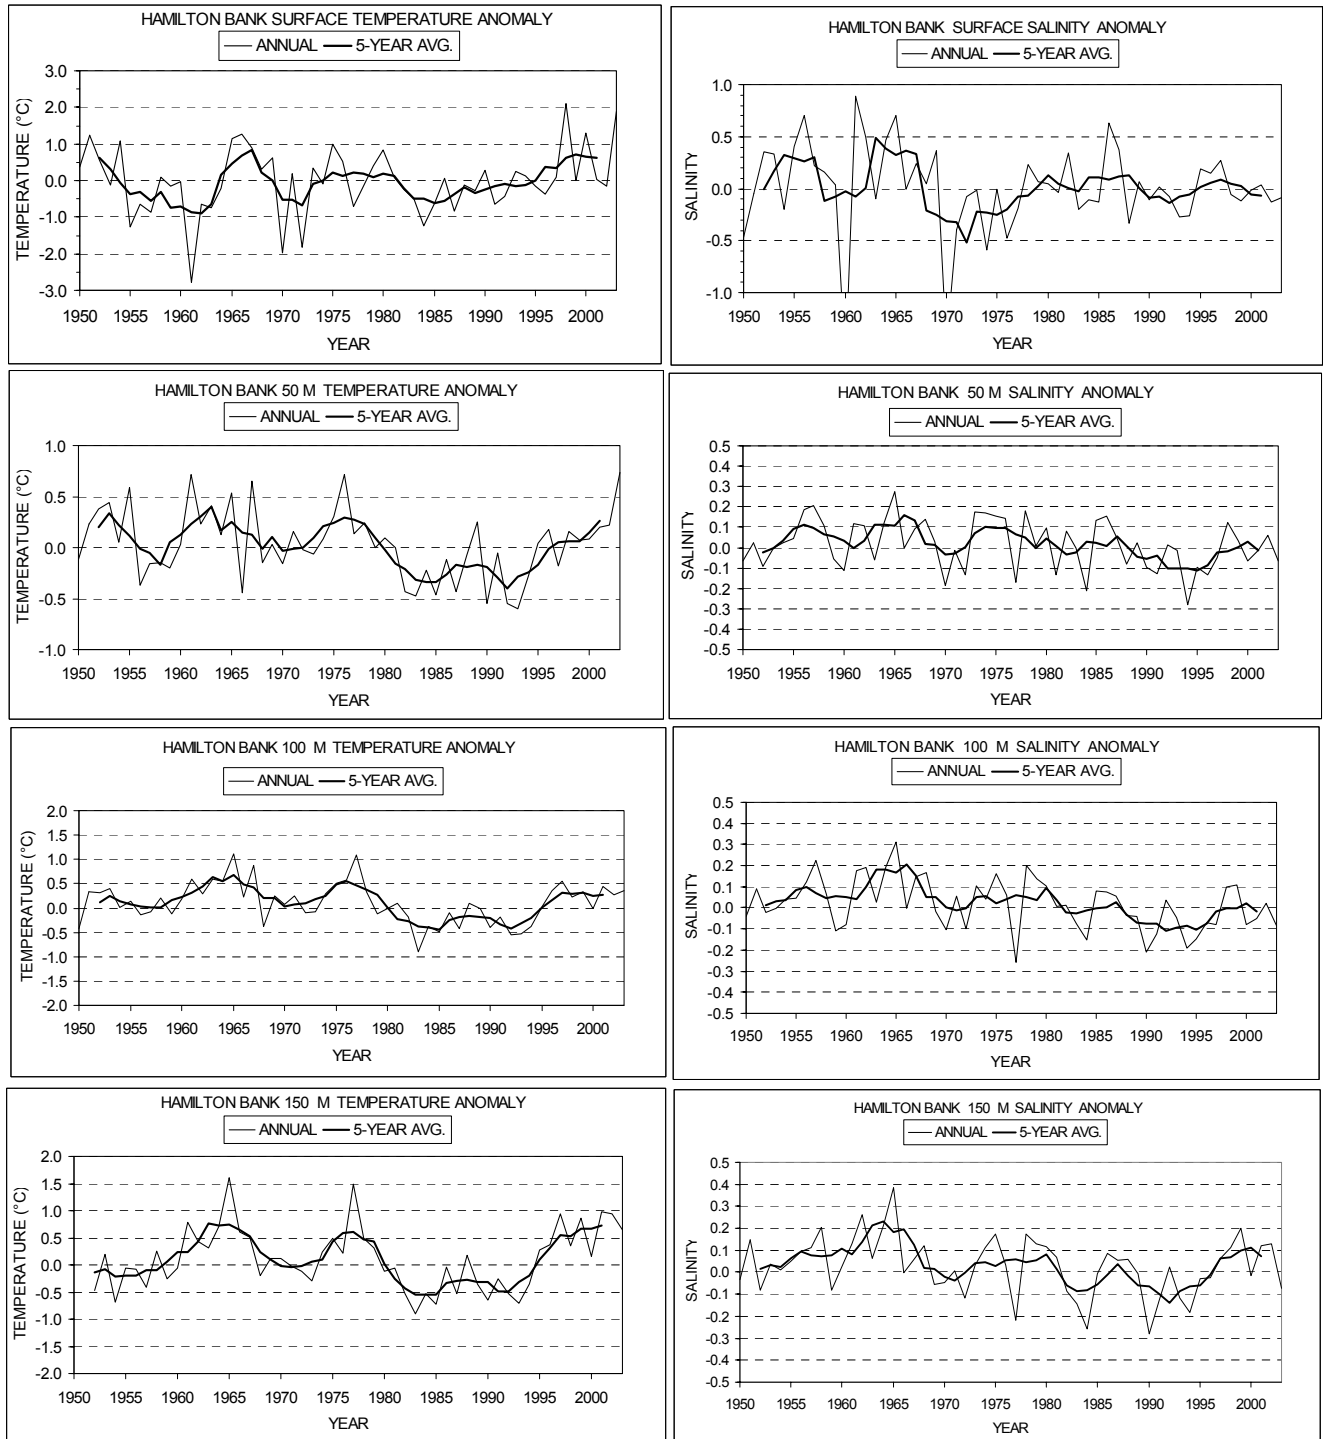 HAMILTON BANK SURFACE TEMPERATURE ANOMALY
ANNUAL 5-YEAR AVG.
TEMPERATURE (°C)
3.0
2.0
1.0
0.0
-1.0
-2.0
-3.0
1950 1955 1960 1965 1970 1975 1980 1985 1990 1995 2000
YEAR
HAMILTON BANK SURFACE SALINITY ANOMALY
ANNUAL 5-YEAR AVG.
SALINITY
1.0
0.5
0.0
-0.5
-1.0
1950 1955 1960 1965 1970 1975 1980 1985 1990 1995 2000
YEAR
HAMILTON BANK 50 M TEMPERATURE ANOMALY
ANNUAL 5-YEAR AVG.
TEMPERATURE (°C)
1.0
0.5
0.0
-0.5
-1.0
1950 1955 1960 1965 1970 1975 1980 1985 1990 1995 2000
YEAR
HAMILTON BANK 50 M SALINITY ANOMALY
ANNUAL 5-YEAR AVG.
SALINITY
0.5
0.4
0.3
0.2
0.1
0.0
-0.1
-0.2
-0.3
-0.4
-0.5
1950 1955 1960 1965 1970 1975 1980 1985 1990 1995 2000
YEAR
HAMILTON BANK 100 M TEMPERATURE ANOMALY
ANNUAL 5-YEAR AVG.
TEMPERATURE (°C)
2.0
1.5
1.0
0.5
0.0
-0.5
-1.0
-1.5
-2.0
1950 1955 1960 1965 1970 1975 1980 1985 1990 1995 2000
YEAR
HAMILTON BANK 100 M SALINITY ANOMALY
ANNUAL 5-YEAR AVG.
SALINITY
0.5
0.4
0.3
0.2
0.1
0.0
-0.1
-0.2
-0.3
-0.4
-0.5
1950 1955 1960 1965 1970 1975 1980 1985 1990 1995 2000
YEAR
HAMILTON BANK 150 M TEMPERATURE ANOMALY
ANNUAL 5-YEAR AVG.
TEMPERATURE (°C)
2.0
1.5
1.0
0.5
0.0
-0.5
-1.0
-1.5
-2.0
1950 1955 1960 1965 1970 1975 1980 1985 1990 1995 2000
YEAR
HAMILTON BANK 150 M SALINITY ANOMALY
ANNUAL 5-YEAR AVG.
SALINITY
0.5
0.4
0.3
0.2
0.1
0.0
-0.1
-0.2
-0.3
-0.4
-0.5
1950 1955 1960 1965 1970 1975 1980 1985 1990 1995 2000
YEAR